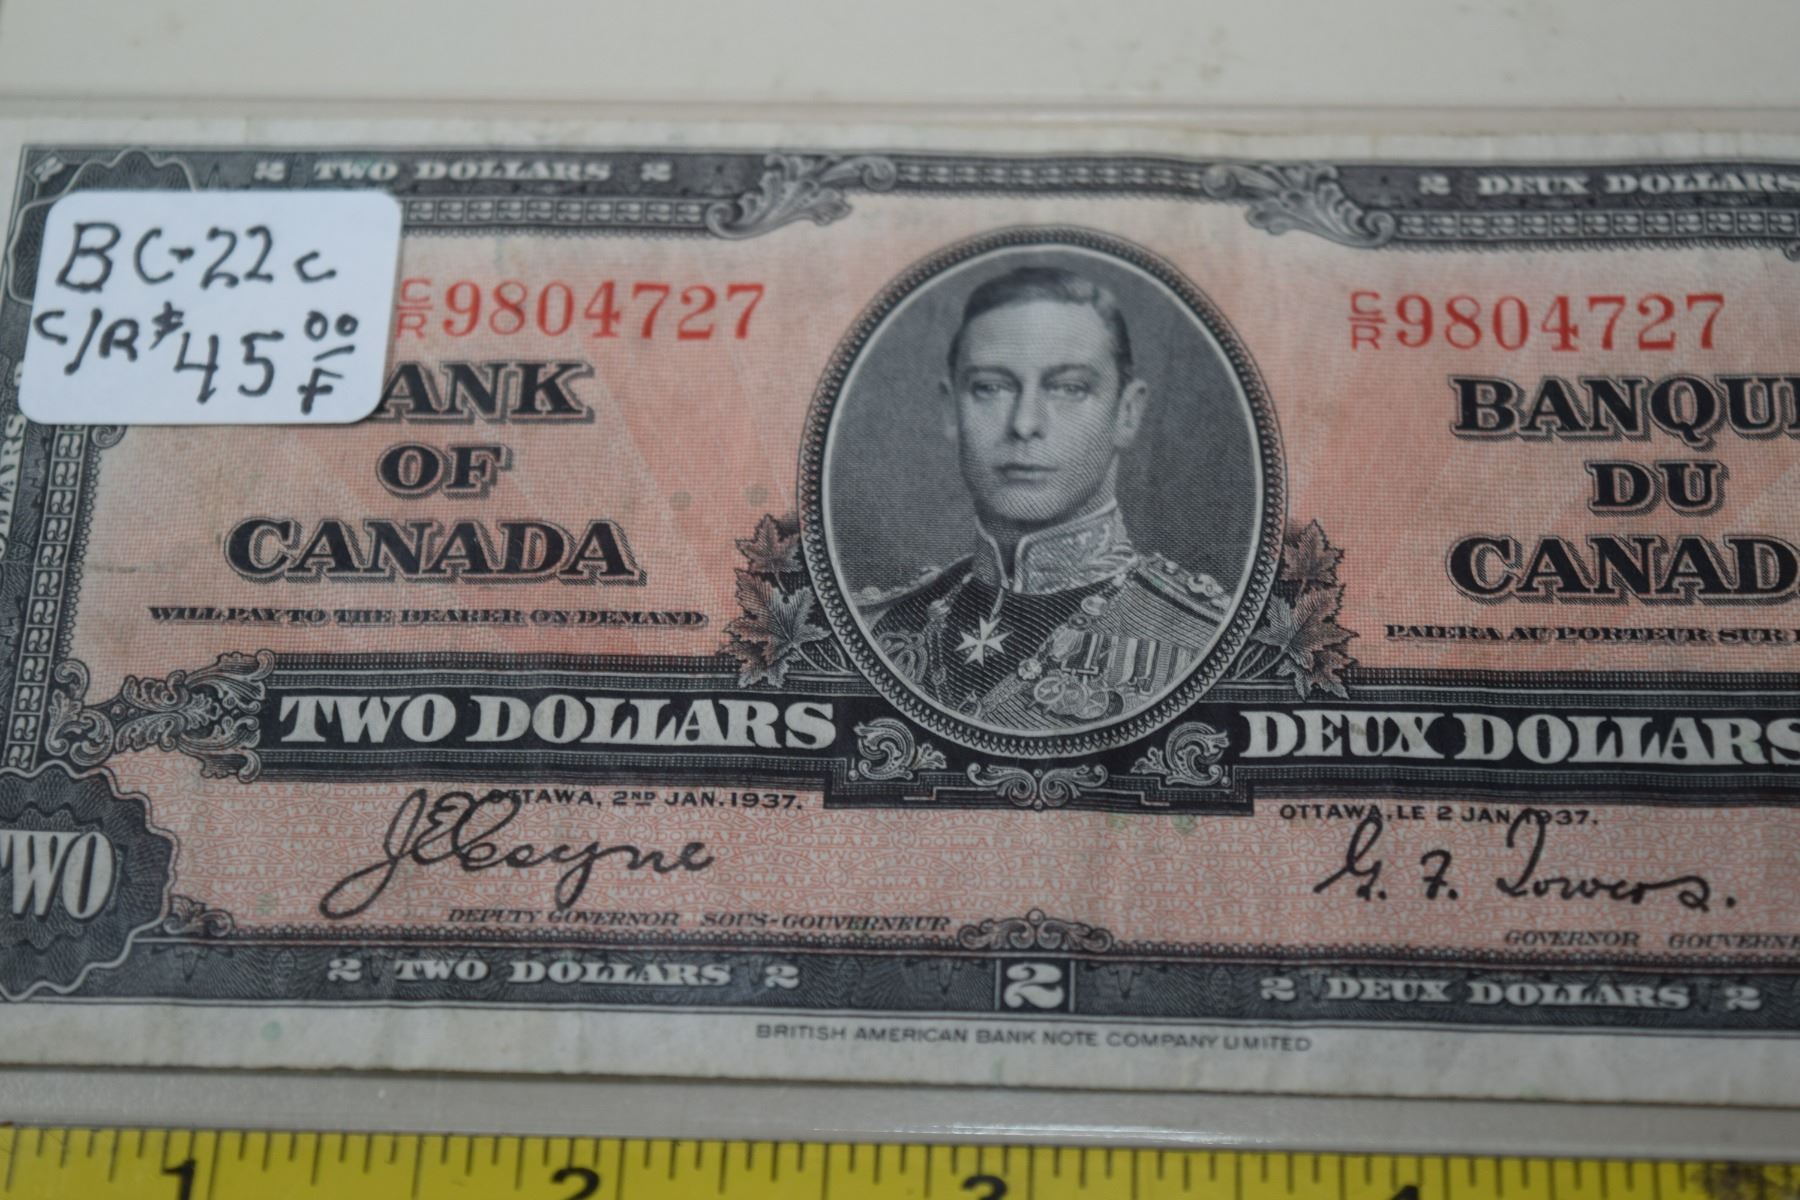 2 TWO DOLLARS 2
2 DEUX DOLLARS
BC-22c
C/R $45 00
F
C/R 9804727
C/R 9804727
ANK
OF
CANADA
BANQU
DU
CANAD
WILL PAY TO THE BEARER ON DEMAND
PAIERA AU PORTEUR SUR
TWO DOLLARS
DEUX DOLLARS
OTTAWA, 2ND JAN. 1937.
OTTAWA, LE 2 JAN. 1937.
J E Coyne
G. F. Towers.
DEPUTY GOVERNOR SOUS-GOUVERNEUR
GOVERNOR GOUVERNE
TWO
2 TWO DOLLARS 2
2
2 DEUX DOLLARS 2
BRITISH AMERICAN BANK NOTE COMPANY LIMITED
1 2 3 4